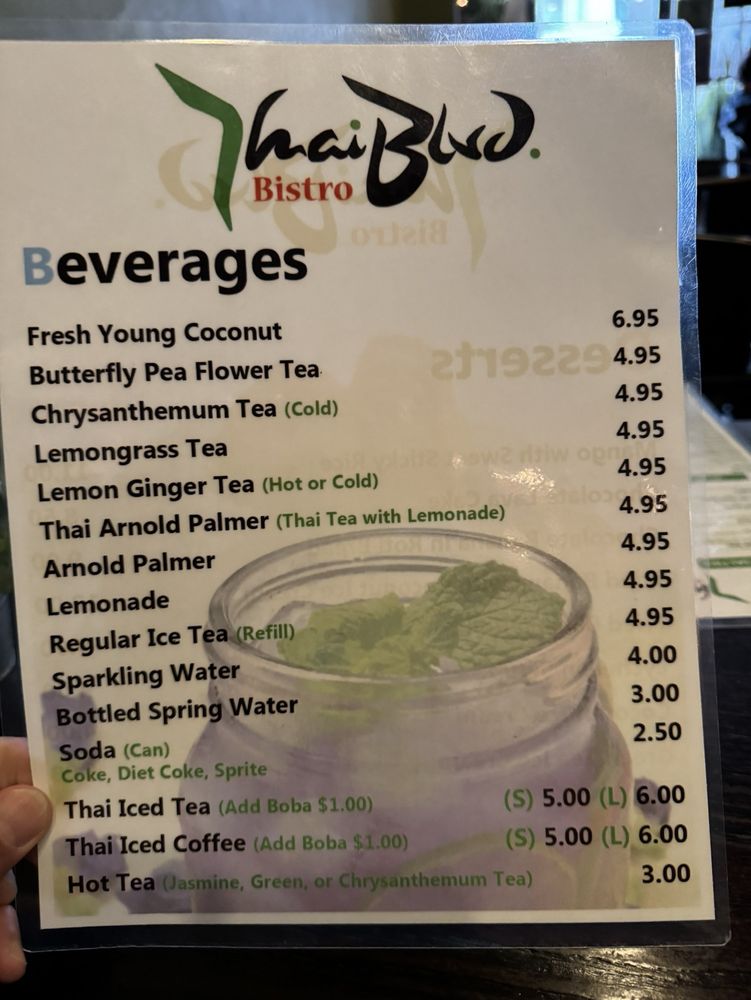 Thai Blvd.
Bistro
Beverages
Fresh Young Coconut 6.95
Butterfly Pea Flower Tea 4.95
Chrysanthemum Tea (Cold) 4.95
Lemongrass Tea 4.95
Lemon Ginger Tea (Hot or Cold) 4.95
Thai Arnold Palmer (Thai Tea with Lemonade) 4.95
Arnold Palmer 4.95
Lemonade 4.95
Regular Ice Tea (Refill) 4.95
Sparkling Water 4.00
Bottled Spring Water 3.00
Soda (Can) 2.50
Coke, Diet Coke, Sprite
Thai Iced Tea (Add Boba $1.00) (S) 5.00 (L) 6.00
Thai Iced Coffee (Add Boba $1.00) (S) 5.00 (L) 6.00
Hot Tea (Jasmine, Green, or Chrysanthemum Tea) 3.00